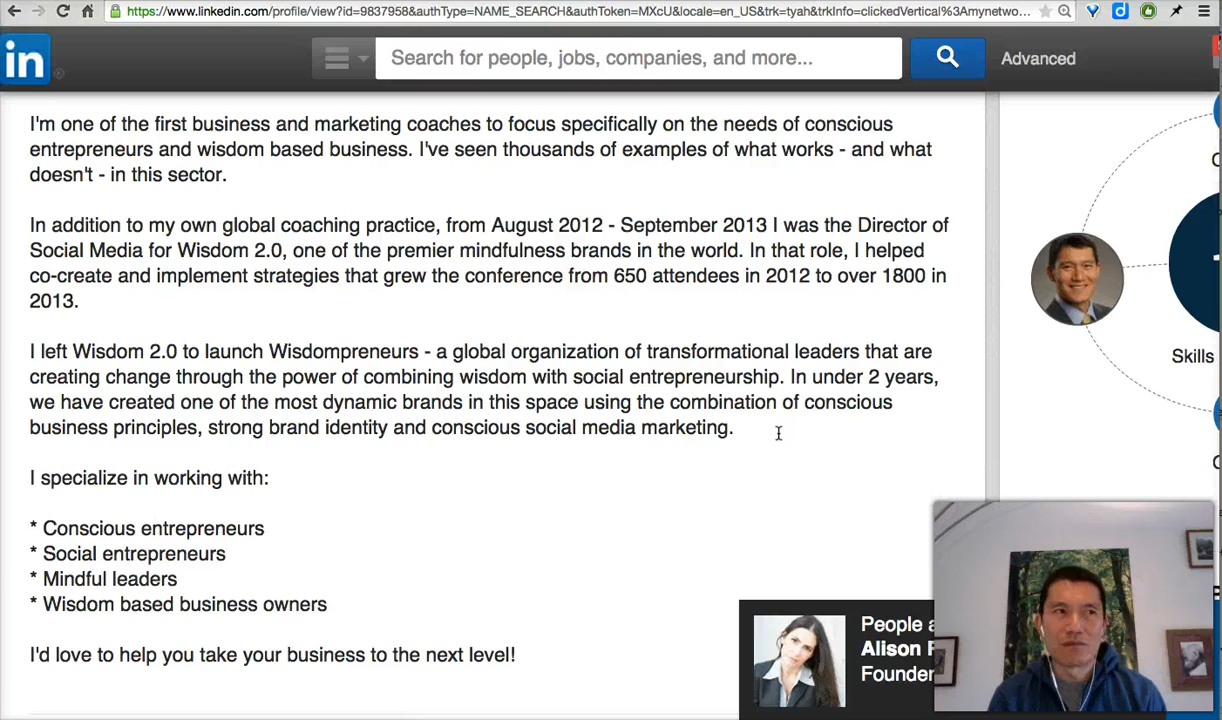 https://www.linkedin.com/profile/view?id=9837958&authType=NAME_SEARCH&authToken=MXcU&locale=en_US&trk=tyah&trkInfo=clickedVertical%3Amynetwo...
in
Search for people, jobs, companies, and more...
Advanced
I'm one of the first business and marketing coaches to focus specifically on the needs of conscious
entrepreneurs and wisdom based business. I've seen thousands of examples of what works - and what
doesn't - in this sector.
In addition to my own global coaching practice, from August 2012 - September 2013 I was the Director of
Social Media for Wisdom 2.0, one of the premier mindfulness brands in the world. In that role, I helped
co-create and implement strategies that grew the conference from 650 attendees in 2012 to over 1800 in
2013.
I left Wisdom 2.0 to launch Wisdompreneurs - a global organization of transformational leaders that are
creating change through the power of combining wisdom with social entrepreneurship. In under 2 years,
we have created one of the most dynamic brands in this space using the combination of conscious
business principles, strong brand identity and conscious social media marketing.
I specialize in working with:
* Conscious entrepreneurs
* Social entrepreneurs
* Mindful leaders
* Wisdom based business owners
I'd love to help you take your business to the next level!
Skills
People
Alison
Founder